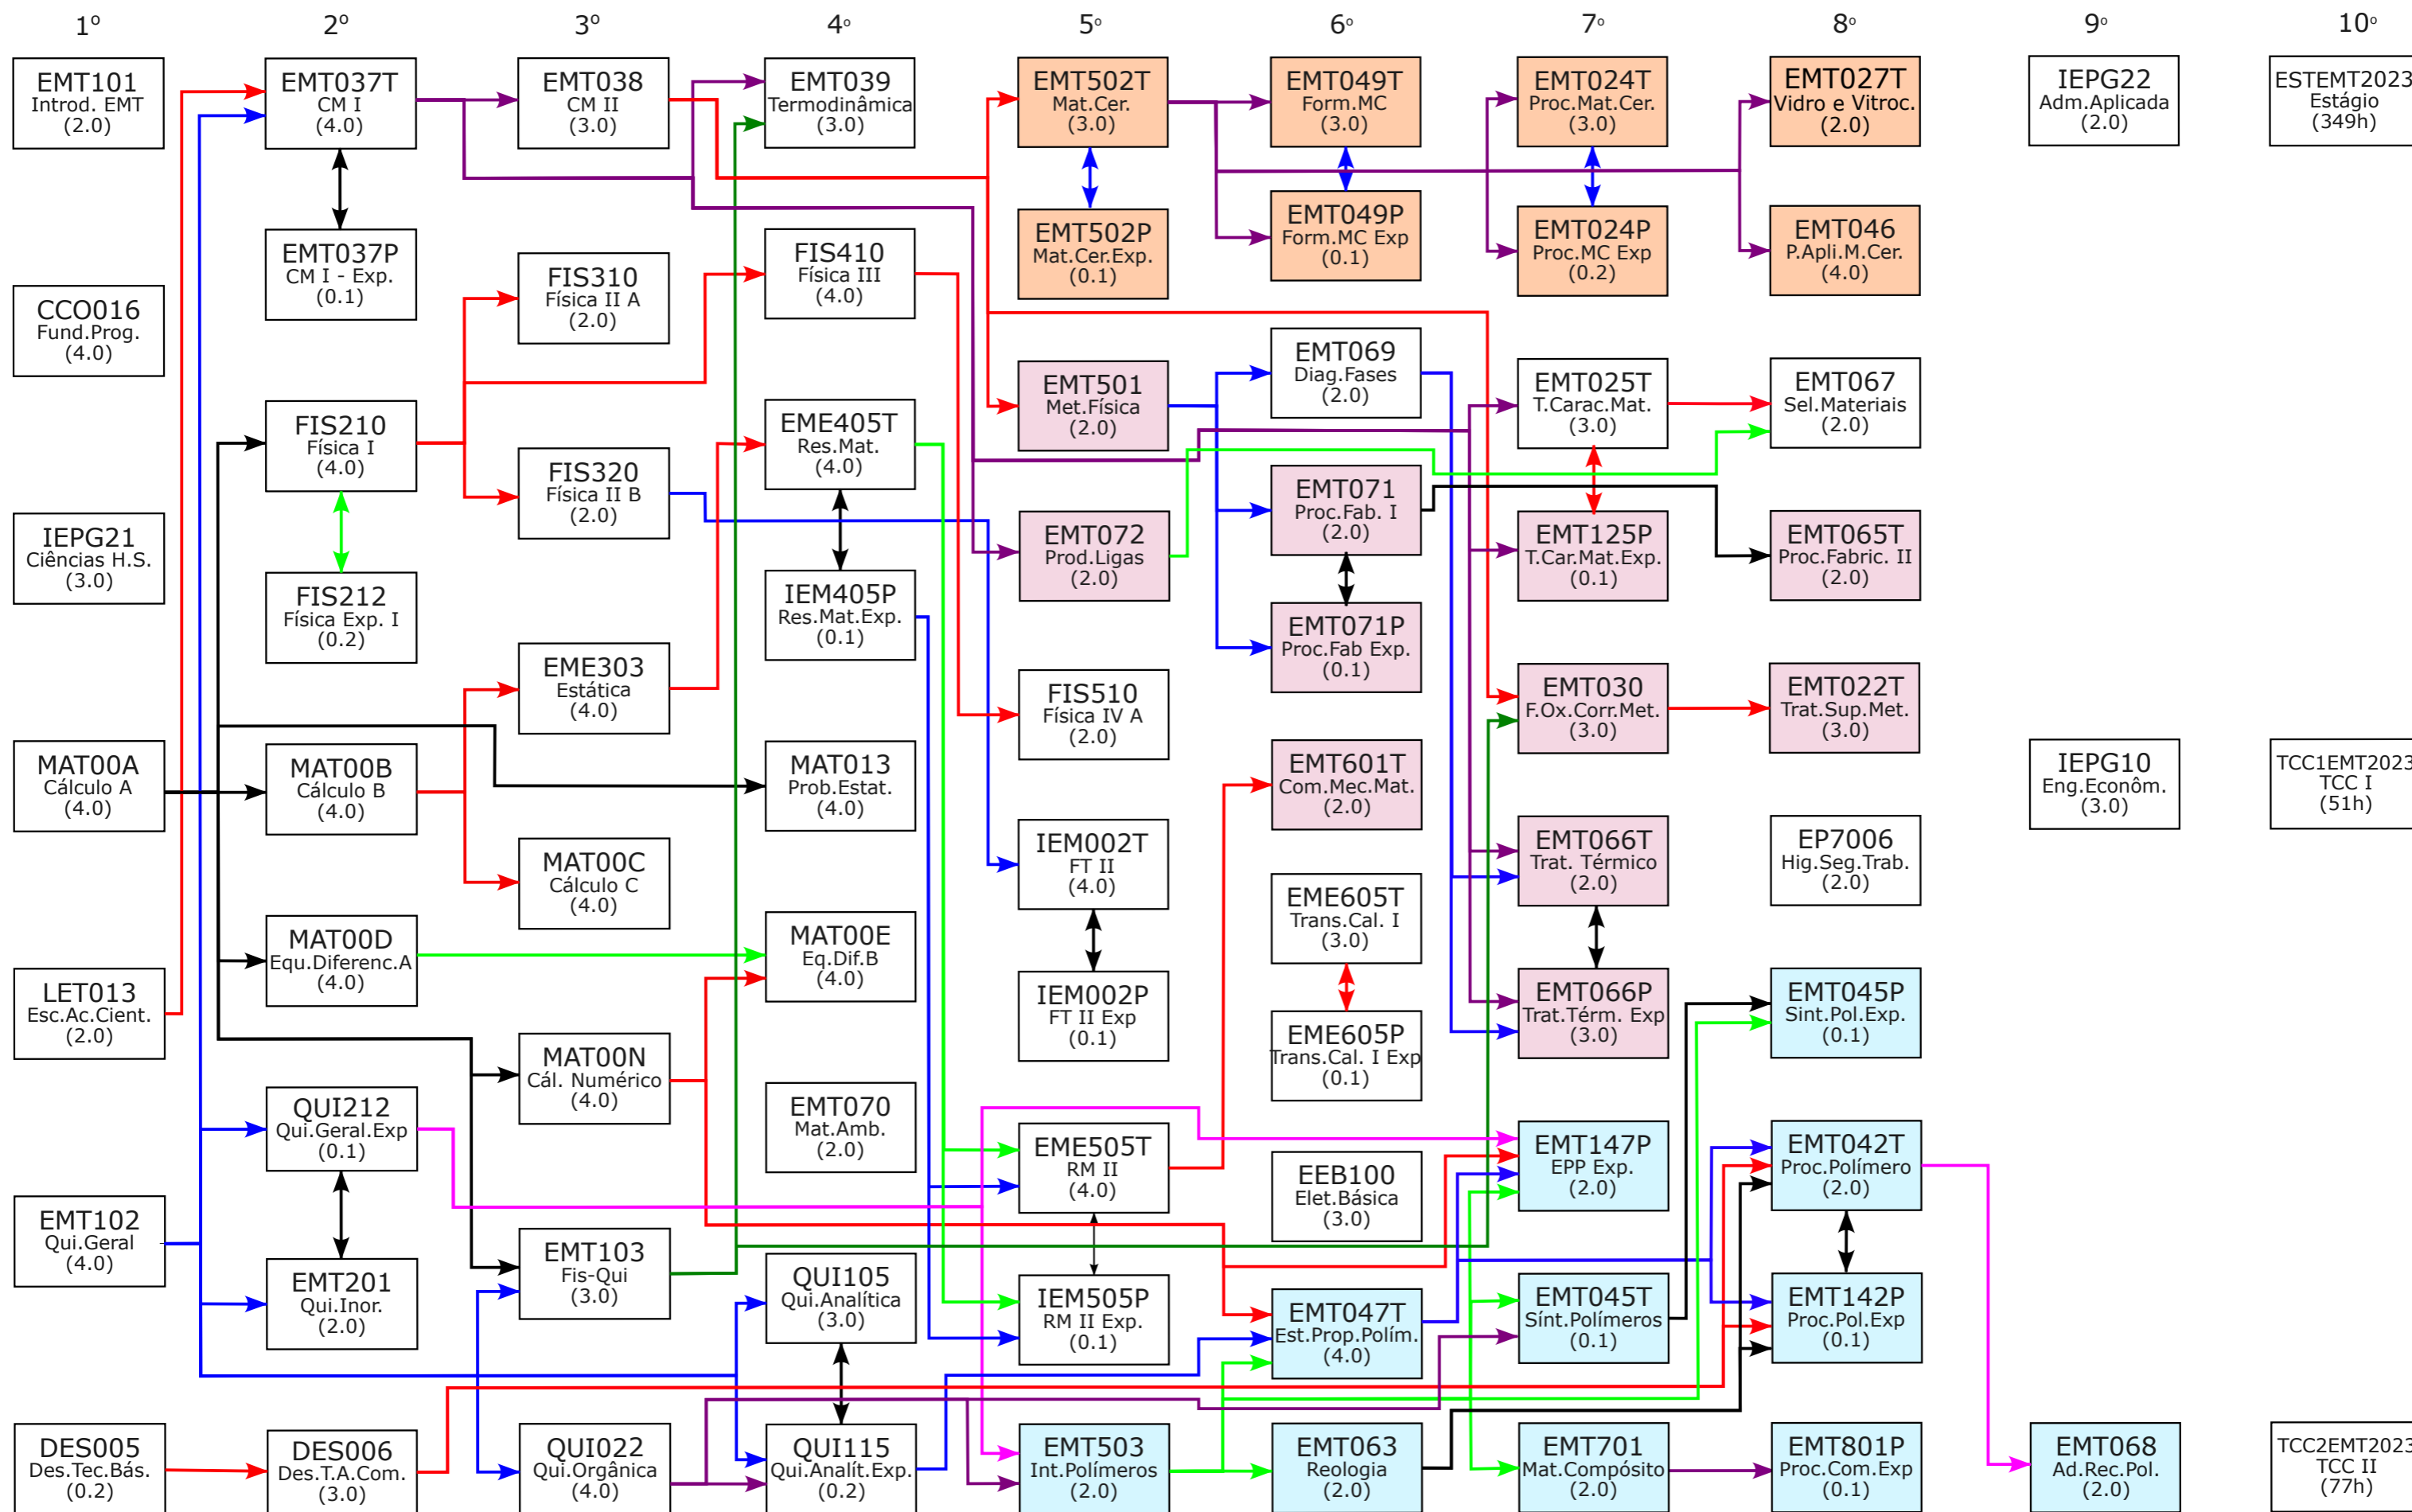 1º
2º
3º
4º
5º
6º
7º
8º
9º
10º
EMT101
Introd. EMT
(2.0)
CCO016
Fund.Prog.
(4.0)
IEPG21
Ciências H.S.
(3.0)
MAT00A
Cálculo A
(4.0)
LET013
Esc.Ac.Cient.
(2.0)
EMT102
Qui.Geral
(4.0)
DES005
Des.Tec.Bás.
(0.2)
EMT037T
CM I
(4.0)
EMT037P
CM I - Exp.
(0.1)
FIS210
Física I
(4.0)
FIS212
Física Exp. I
(0.2)
MAT00B
Cálculo B
(4.0)
MAT00D
Equ.Diferenc.A
(4.0)
QUI212
Qui.Geral.Exp
(0.1)
EMT201
Qui.Inor.
(2.0)
DES006
Des.T.A.Com.
(3.0)
EMT038
CM II
(3.0)
FIS310
Física II A
(2.0)
FIS320
Física II B
(2.0)
EME303
Estática
(4.0)
MAT00C
Cálculo C
(4.0)
MAT00N
Cál. Numérico
(4.0)
EMT103
Fis-Qui
(3.0)
QUI022
Qui.Orgânica
(4.0)
EMT039
Termodinâmica
(3.0)
FIS410
Física III
(4.0)
EME405T
Res.Mat.
(4.0)
IEM405P
Res.Mat.Exp.
(0.1)
MAT013
Prob.Estat.
(4.0)
MAT00E
Eq.Dif.B
(4.0)
EMT070
Mat.Amb.
(2.0)
QUI105
Qui.Analítica
(3.0)
QUI115
Qui.Analít.Exp.
(0.2)
EMT502T
Mat.Cer.
(3.0)
EMT502P
Mat.Cer.Exp.
(0.1)
EMT501
Met.Física
(2.0)
EMT072
Prod.Ligas
(2.0)
FIS510
Física IV A
(2.0)
IEM002T
FT II
(4.0)
IEM002P
FT II Exp
(0.1)
EME505T
RM II
(4.0)
IEM505P
RM II Exp.
(0.1)
EMT503
Int.Polímeros
(2.0)
EMT049T
Form.MC
(3.0)
EMT049P
Form.MC Exp
(0.1)
EMT069
Diag.Fases
(2.0)
EMT071
Proc.Fab. I
(2.0)
EMT071P
Proc.Fab Exp.
(0.1)
EMT601T
Com.Mec.Mat.
(2.0)
EME605T
Trans.Cal. I
(3.0)
EME605P
Trans.Cal. I Exp
(0.1)
EEB100
Elet.Básica
(3.0)
EMT047T
Est.Prop.Polím.
(4.0)
EMT063
Reologia
(2.0)
EMT024T
Proc.Mat.Cer.
(3.0)
EMT024P
Proc.MC Exp
(0.2)
EMT025T
T.Carac.Mat.
(3.0)
EMT125P
T.Car.Mat.Exp.
(0.1)
EMT030
F.Ox.Corr.Met.
(3.0)
EMT066T
Trat. Térmico
(2.0)
EMT066P
Trat.Térm. Exp
(3.0)
EMT147P
EPP Exp.
(2.0)
EMT045T
Sínt.Polímeros
(0.1)
EMT701
Mat.Compósito
(2.0)
EMT027T
Vidro e Vitroc.
(2.0)
EMT046
P.Apli.M.Cer.
(4.0)
EMT067
Sel.Materiais
(2.0)
EMT065T
Proc.Fabric. II
(2.0)
EMT022T
Trat.Sup.Met.
(3.0)
EP7006
Hig.Seg.Trab.
(2.0)
EMT045P
Sint.Pol.Exp.
(0.1)
EMT042T
Proc.Polímero
(2.0)
EMT142P
Proc.Pol.Exp
(0.1)
EMT801P
Proc.Com.Exp
(0.1)
IEPG22
Adm.Aplicada
(2.0)
IEPG10
Eng.Econôm.
(3.0)
EMT068
Ad.Rec.Pol.
(2.0)
ESTEMT2023
Estágio
(349h)
TCC1EMT2023
TCC I
(51h)
TCC2EMT2023
TCC II
(77h)